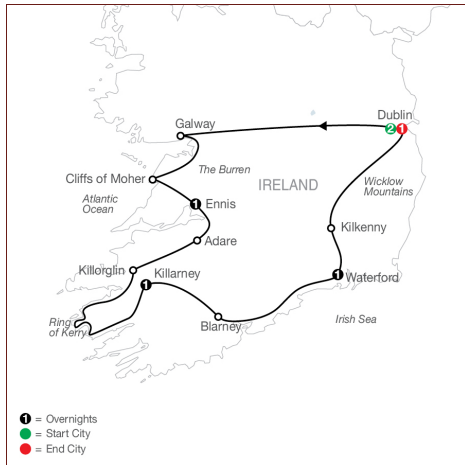 Galway
Dublin
2 1
The Burren
Cliffs of Moher
IRELAND
Wicklow
Mountains
Atlantic
Ocean
1 Ennis
Kilkenny
Adare
Killorglin
Killarney
1
1 Waterford
Ring
of Kerry
Blarney
Irish Sea
1 = Overnights
= Start City
= End City